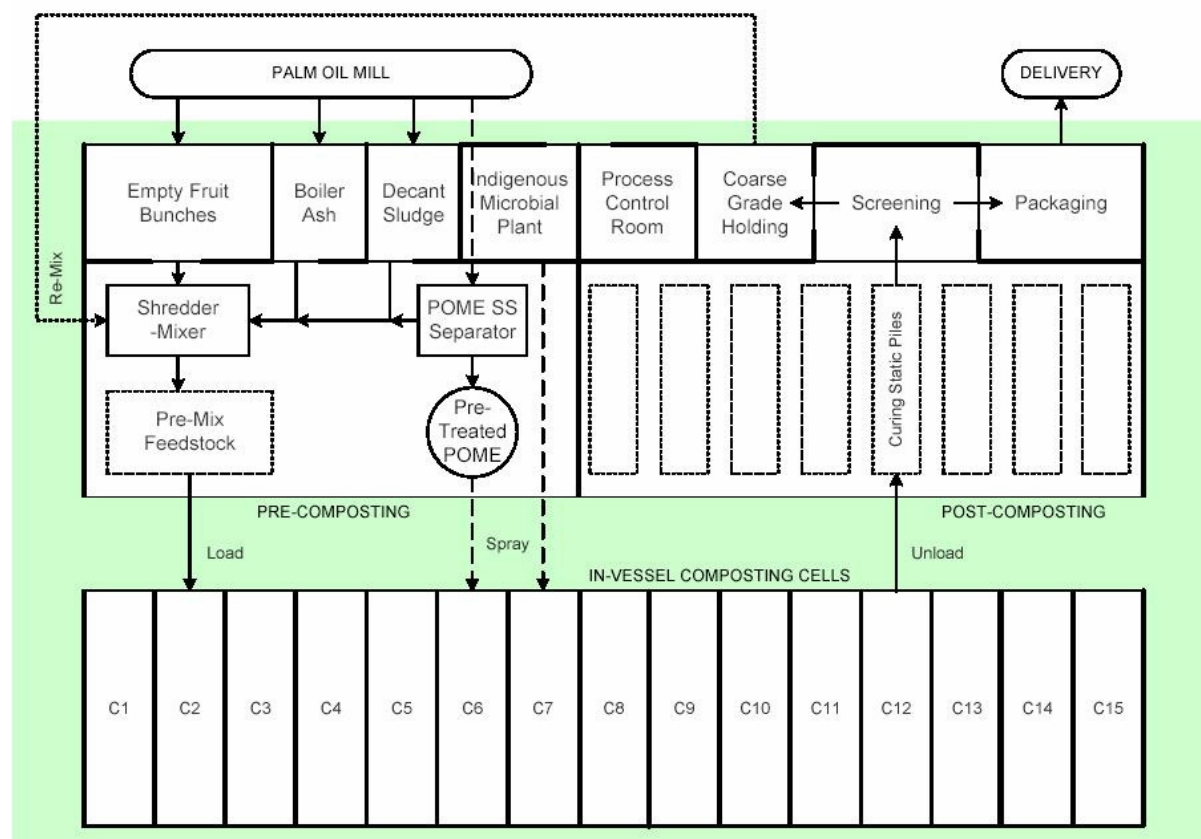 PALM OIL MILL
DELIVERY
Empty Fruit
Bunches
Boiler
Ash
Decant
Sludge
Indigenous
Microbial
Plant
Process
Control
Room
Coarse
Grade
Holding
Screening
Packaging
Re-Mix
Shredder
-Mixer
POME SS
Separator
Pre-Mix
Feedstock
Pre-
Treated
POME
Curing Static Piles
PRE-COMPOSTING
POST-COMPOSTING
Load
Spray
Unload
IN-VESSEL COMPOSTING CELLS
C1
C2
C3
C4
C5
C6
C7
C8
C9
C10
C11
C12
C13
C14
C15